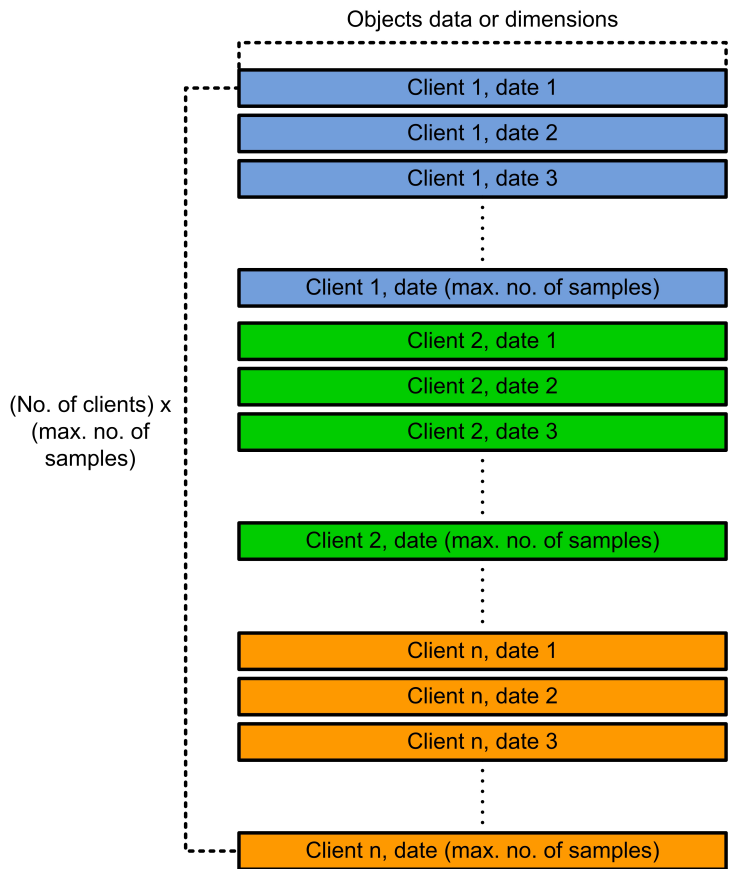 Objects data or dimensions
Client 1, date 1
Client 1, date 2
Client 1, date 3
Client 1, date (max. no. of samples)
Client 2, date 1
Client 2, date 2
Client 2, date 3
(No. of clients) x
(max. no. of
samples)
Client 2, date (max. no. of samples)
Client n, date 1
Client n, date 2
Client n, date 3
Client n, date (max. no. of samples)